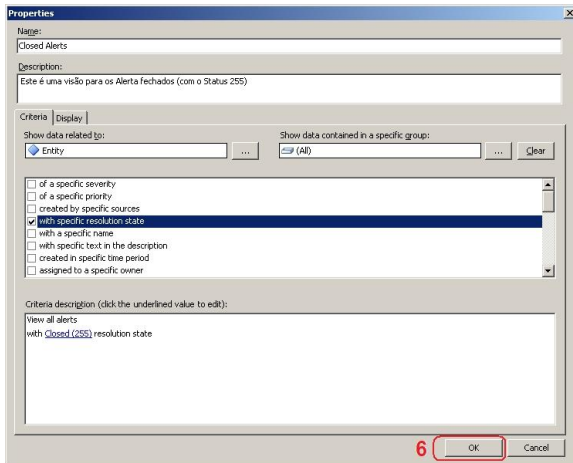 Properties
Name:
Closed Alerts
Description:
Este é uma visão para os Alerta fechados (com o Status 255)
Criteria Display
Show data related to: Show data contained in a specific group:
Entity ... (All) ... Clear
of a specific severity
of a specific priority
created by specific sources
with specific resolution state
with a specific name
with specific text in the description
created in specific time period
assigned to a specific owner
Criteria description (click the underlined value to edit):
View all alerts
with Closed (255) resolution state
6 OK Cancel